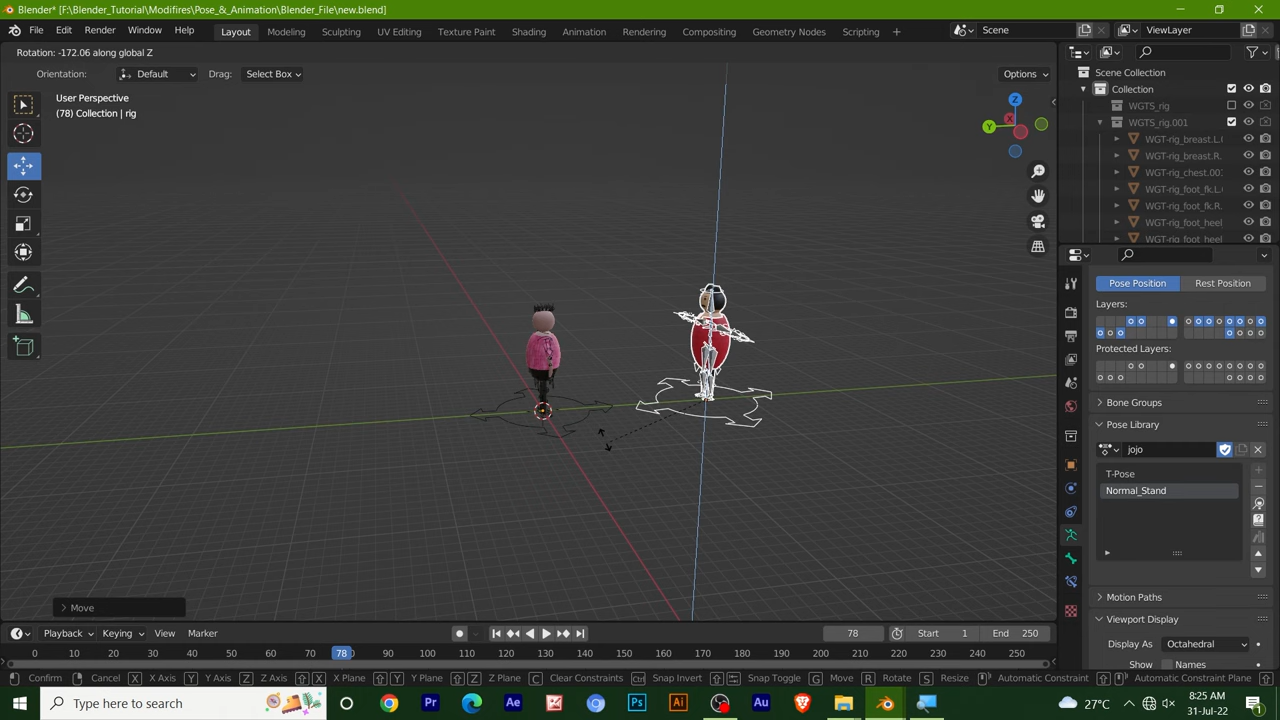 Blender* [F:\Blender_Tutorial\Modifires\Pose_&_Animation\Blender_File\new.blend]
File Edit Render Window Help Layout Modeling Sculpting UV Editing Texture Paint Shading Animation Rendering Compositing Geometry Nodes Scripting + Scene ViewLayer
Rotation: -172.06 along global Z
Orientation: Default Drag: Select Box Options
User Perspective
(78) Collection | rig
Z
Y
X
Scene Collection
Collection
WGTS_rig
WGTS_rig.001
WGT-rig_breast.L.(
WGT-rig_breast.R.
WGT-rig_chest.00
WGT-rig_foot_fk.L.(
WGT-rig_foot_fk.R.
WGT-rig_foot_heel
WGT-rig_foot_heel
Pose Position Rest Position
Layers:
Protected Layers:
Bone Groups
Pose Library
jojo
T-Pose
Normal_Stand
Motion Paths
Viewport Display
Display As Octahedral
Show Names
Move
Playback Keying View Marker 78 Start 1 End 250
0 10 20 30 40 50 60 70 78 90 100 110 120 130 140 150 160 170 180 190 200 210 220 230 240 250
Confirm Cancel X X Axis Y Y Axis Z Z Axis X X Plane Y Y Plane Z Z Plane C Clear Constraints Ctrl Snap Invert Snap Toggle G Move R Rotate S Resize Automatic Constraint Automatic Constraint Plane
Type here to search
Pr Ae Ps Ai Au
27°C
8:25 AM
31-Jul-22
1